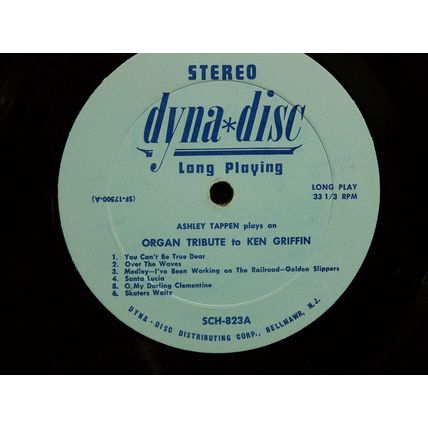 STEREO
dyna*disc
Long Playing
(SF-17500-A)
LONG PLAY
33 1/3 RPM
ASHLEY TAPPEN plays an
ORGAN TRIBUTE to KEN GRIFFIN
1. You Can't Be True Dear
2. Over The Waves
3. Medley—I've Been Working on The Railroad—Golden Slippers
4. Santa Lucia
5. O, My Darling Clementine
6. Skaters Waltz
SCH-823A
DYNA-DISC DISTRIBUTING CORP., BELLMAWR, N.J.